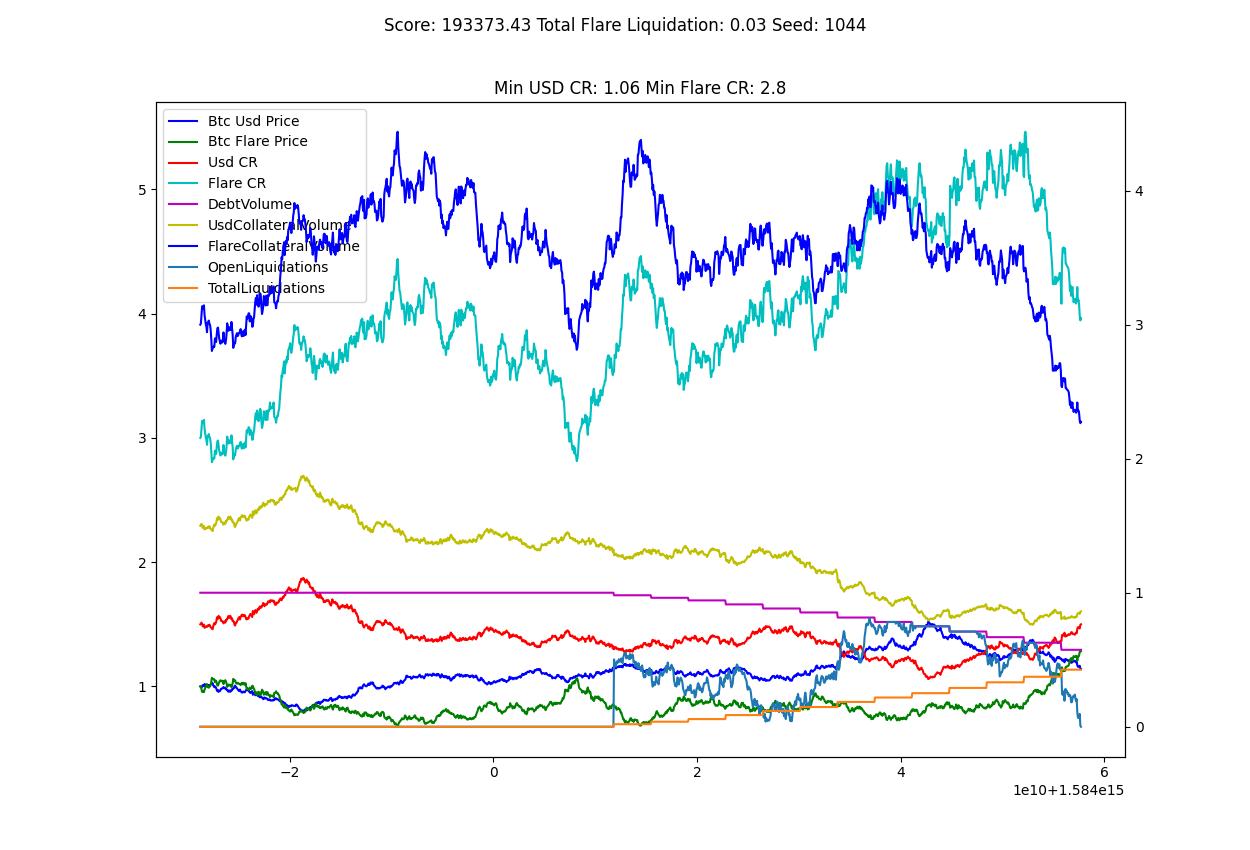 Score: 193373.43 Total Flare Liquidation: 0.03 Seed: 1044
Min USD CR: 1.06 Min Flare CR: 2.8
Btc Usd Price
Btc Flare Price
Usd CR
Flare CR
DebtVolume
UsdCollateralVolume
FlareCollateralVolume
OpenLiquidations
TotalLiquidations
5
4
3
2
1
4
3
2
1
0
−2
0
2
4
6
1e10+1.584e15